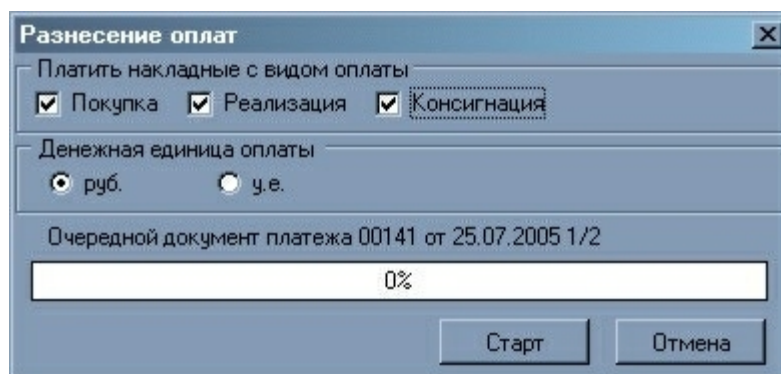 Разнесение оплат
Платить накладные с видом оплаты
Покупка Реализация Консигнация
Денежная единица оплаты
руб. у.е.
Очередной документ платежа 00141 от 25.07.2005 1/2
0%
Старт Отмена